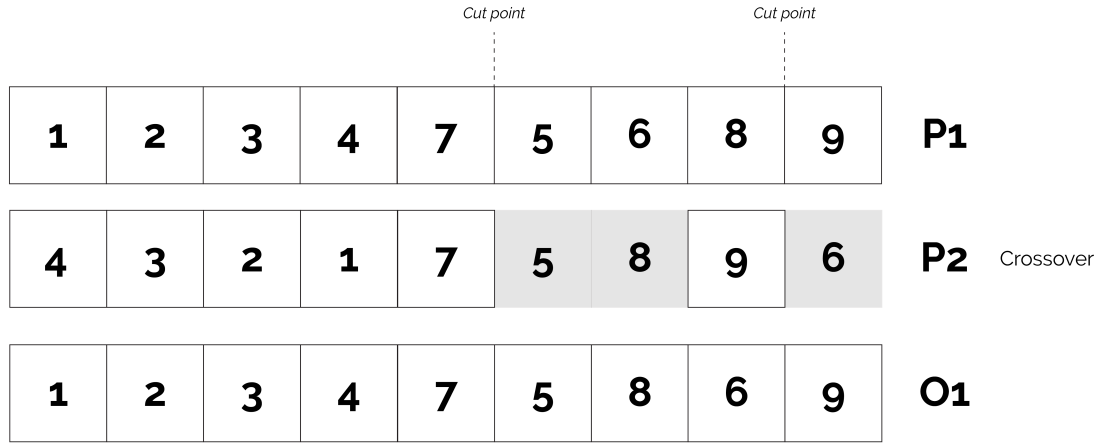 Cut point Cut point
1 2 3 4 7 5 6 8 9 P1
4 3 2 1 7 5 8 9 6 P2 Crossover
1 2 3 4 7 5 8 6 9 O1